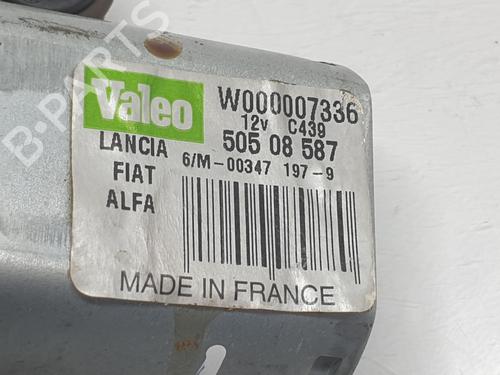 Valeo
W000007336
12v C439
LANCIA
505 08 587
FIAT
6/M-00347 197-9
ALFA
MADE IN FRANCE
B-PARTS